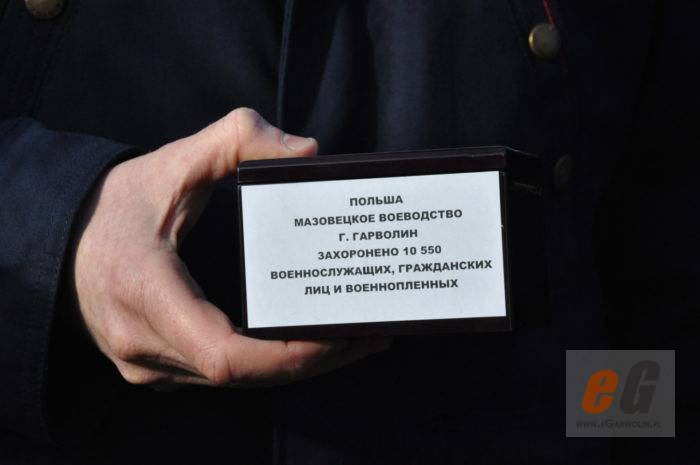 ПОЛЬША
МАЗОВЕЦКОЕ ВОЕВОДСТВО
Г. ГАРВОЛИН
ЗАХОРОНЕНО 10 550
ВОЕННОСЛУЖАЩИХ, ГРАЖДАНСКИХ
ЛИЦ И ВОЕННОПЛЕННЫХ
eG
WWW.EGARWOLIN.PL